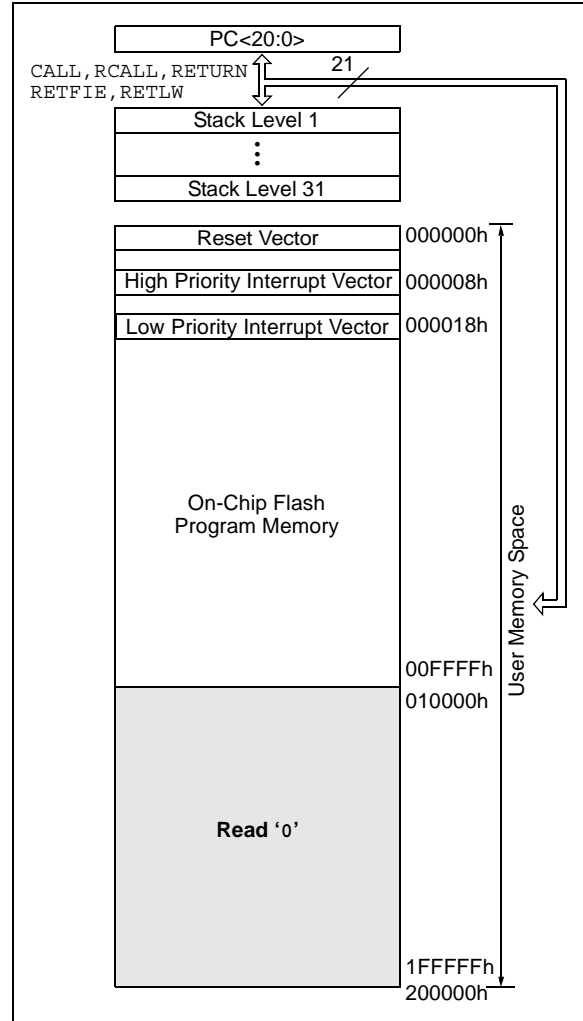 PC<20:0>
CALL,RCALL,RETURN
RETFIE,RETLW
21
Stack Level 1
Stack Level 31
Reset Vector
000000h
High Priority Interrupt Vector
000008h
Low Priority Interrupt Vector
000018h
On-Chip Flash
Program Memory
User Memory Space
00FFFFh
010000h
Read ‘0’
1FFFFFh
200000h